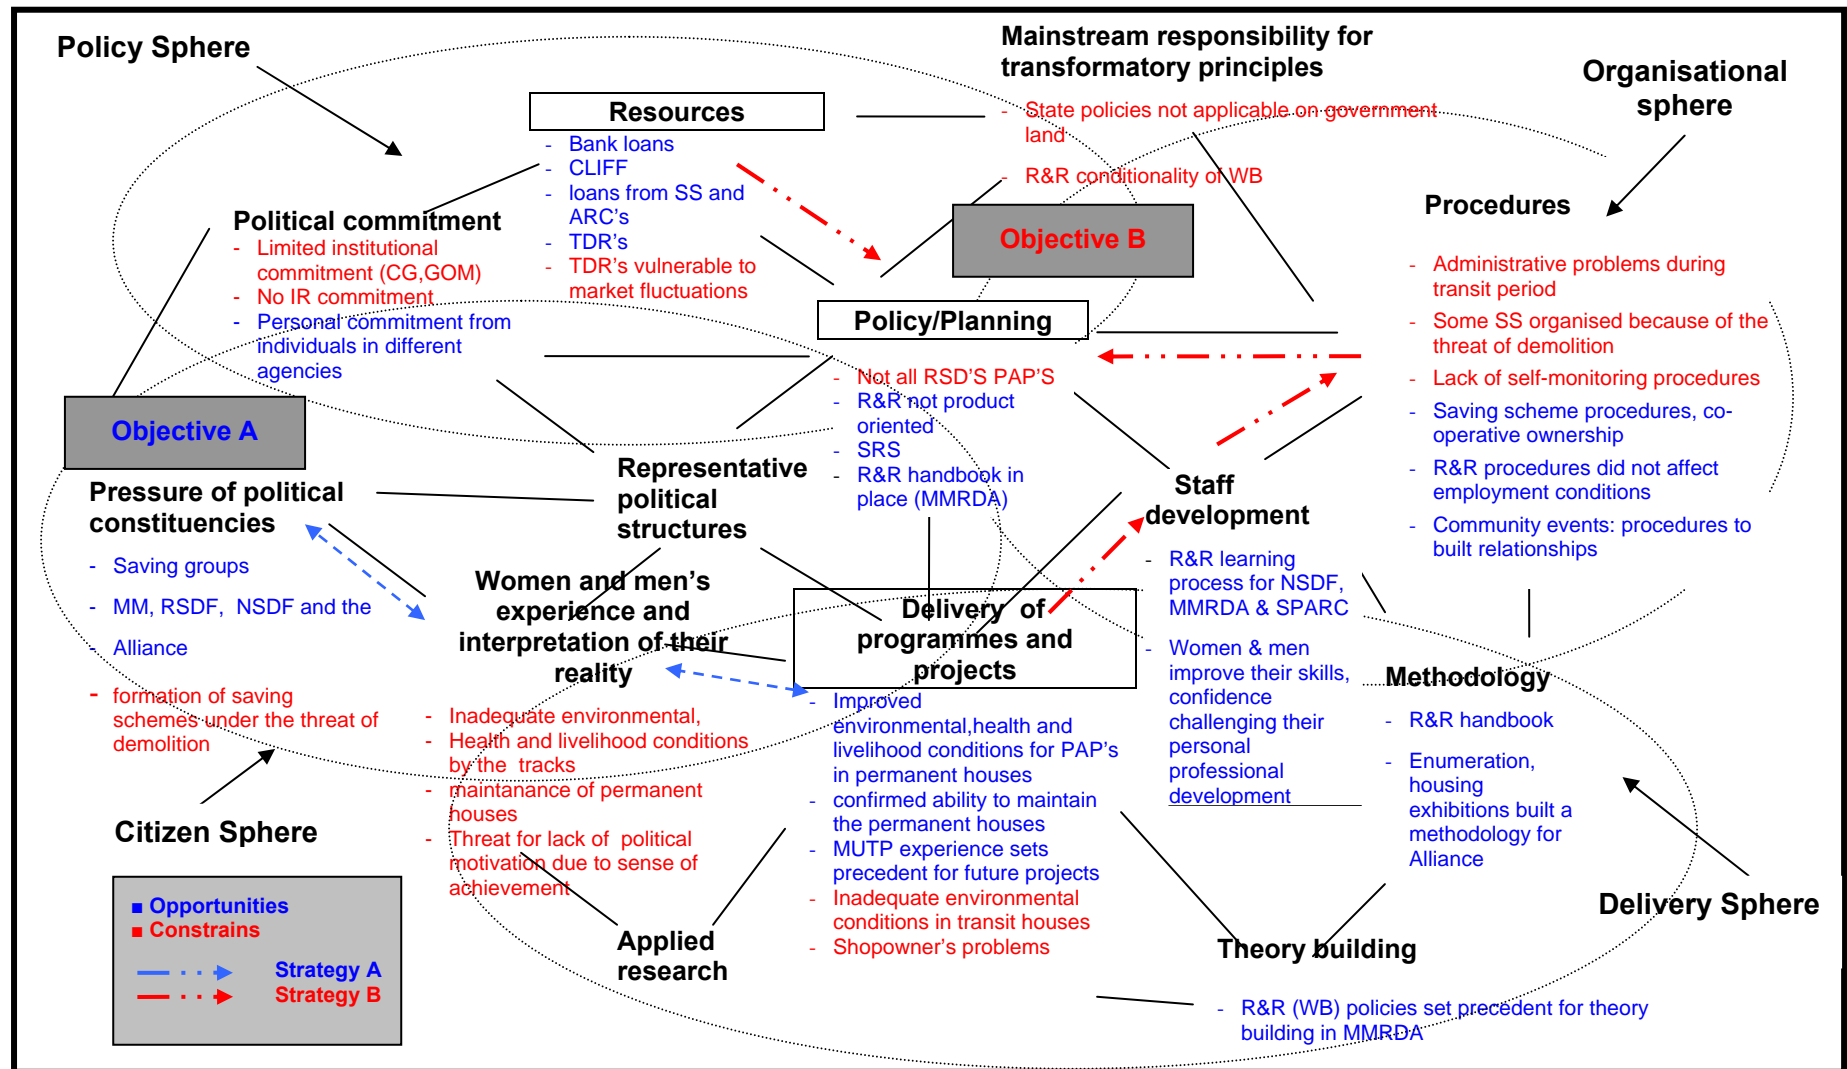 Policy Sphere
Mainstream responsibility for
transformatory principles
- State policies not applicable on government
land
- R&R conditionality of WB
Organisational
sphere
Resources
- Bank loans
- CLIFF
- loans from SS and
ARC's
- TDR's
- TDR's vulnerable to
market fluctuations
Political commitment
- Limited institutional
commitment (CG,GOM)
- No IR commitment
- Personal commitment from
individuals in different
agencies
Objective B
Procedures
- Administrative problems during
transit period
- Some SS organised because of the
threat of demolition
- Lack of self-monitoring procedures
- Saving scheme procedures, co-
operative ownership
- R&R procedures did not affect
employment conditions
- Community events: procedures to
built relationships
Policy/Planning
- Not all RSD'S PAP'S
- R&R not product
oriented
- SRS
- R&R handbook in
place (MMRDA)
Objective A
Pressure of political
constituencies
- Saving groups
- MM, RSDF, NSDF and the
- Alliance
- formation of saving
schemes under the threat of
demolition
Representative
political
structures
Staff
development
- R&R learning
process for NSDF,
MMRDA & SPARC
- Women & men
improve their skills,
confidence
challenging their
personal
professional
development
Women and men's
experience and
interpretation of their
reality
- Inadequate environmental,
- Health and livelihood conditions
by the tracks
- maintanance of permanent
houses
- Threat for lack of political
motivation due to sense of
achievement
Delivery of
programmes and
projects
- Improved
environmental,health and
livelihood conditions for PAP's
in permanent houses
- confirmed ability to maintain
the permanent houses
- MUTP experience sets
precedent for future projects
- Inadequate environmental
conditions in transit houses
- Shopowner's problems
Methodology
- R&R handbook
- Enumeration,
housing
exhibitions built a
methodology for
Alliance
Citizen Sphere
Delivery Sphere
■ Opportunities
■ Constrains
Strategy A
Strategy B
Applied
research
Theory building
- R&R (WB) policies set precedent for theory
building in MMRDA